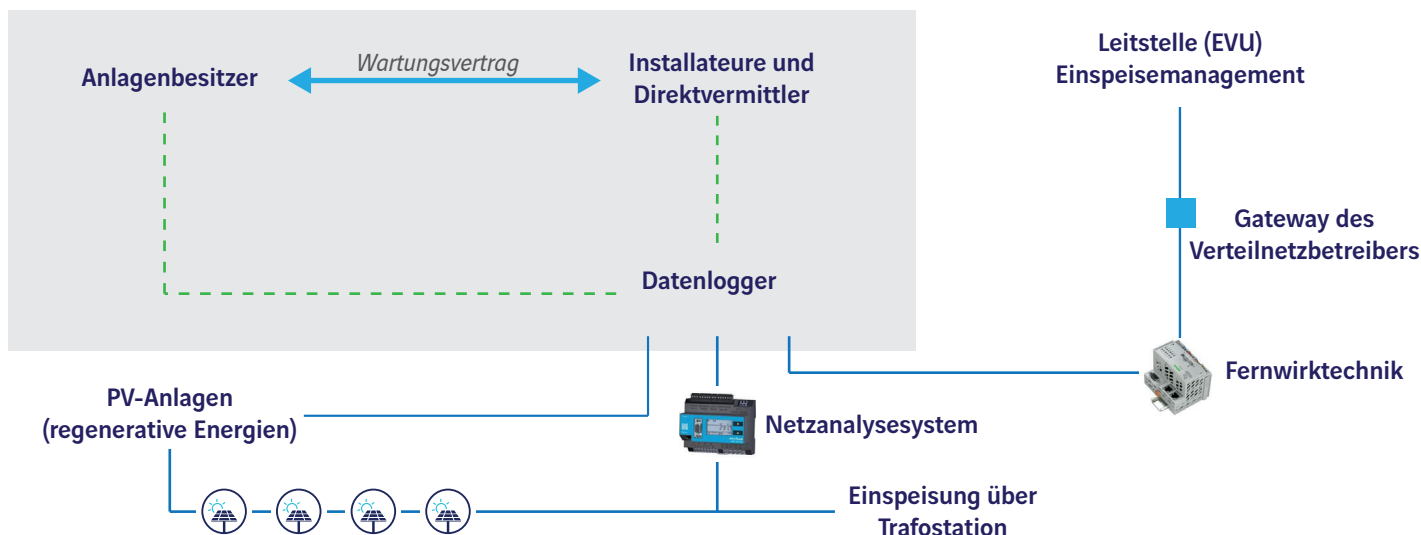 Anlagenbesitzer
Wartungsvertrag
Installateure und
Direktvermittler
Leitstelle (EVU)
Einspeisemanagement
Gateway des
Verteilnetzbetreibers
Datenlogger
Fernwirktechnik
PV-Anlagen
(regenerative Energien)
Netzanalysesystem
Einspeisung über
Trafostation